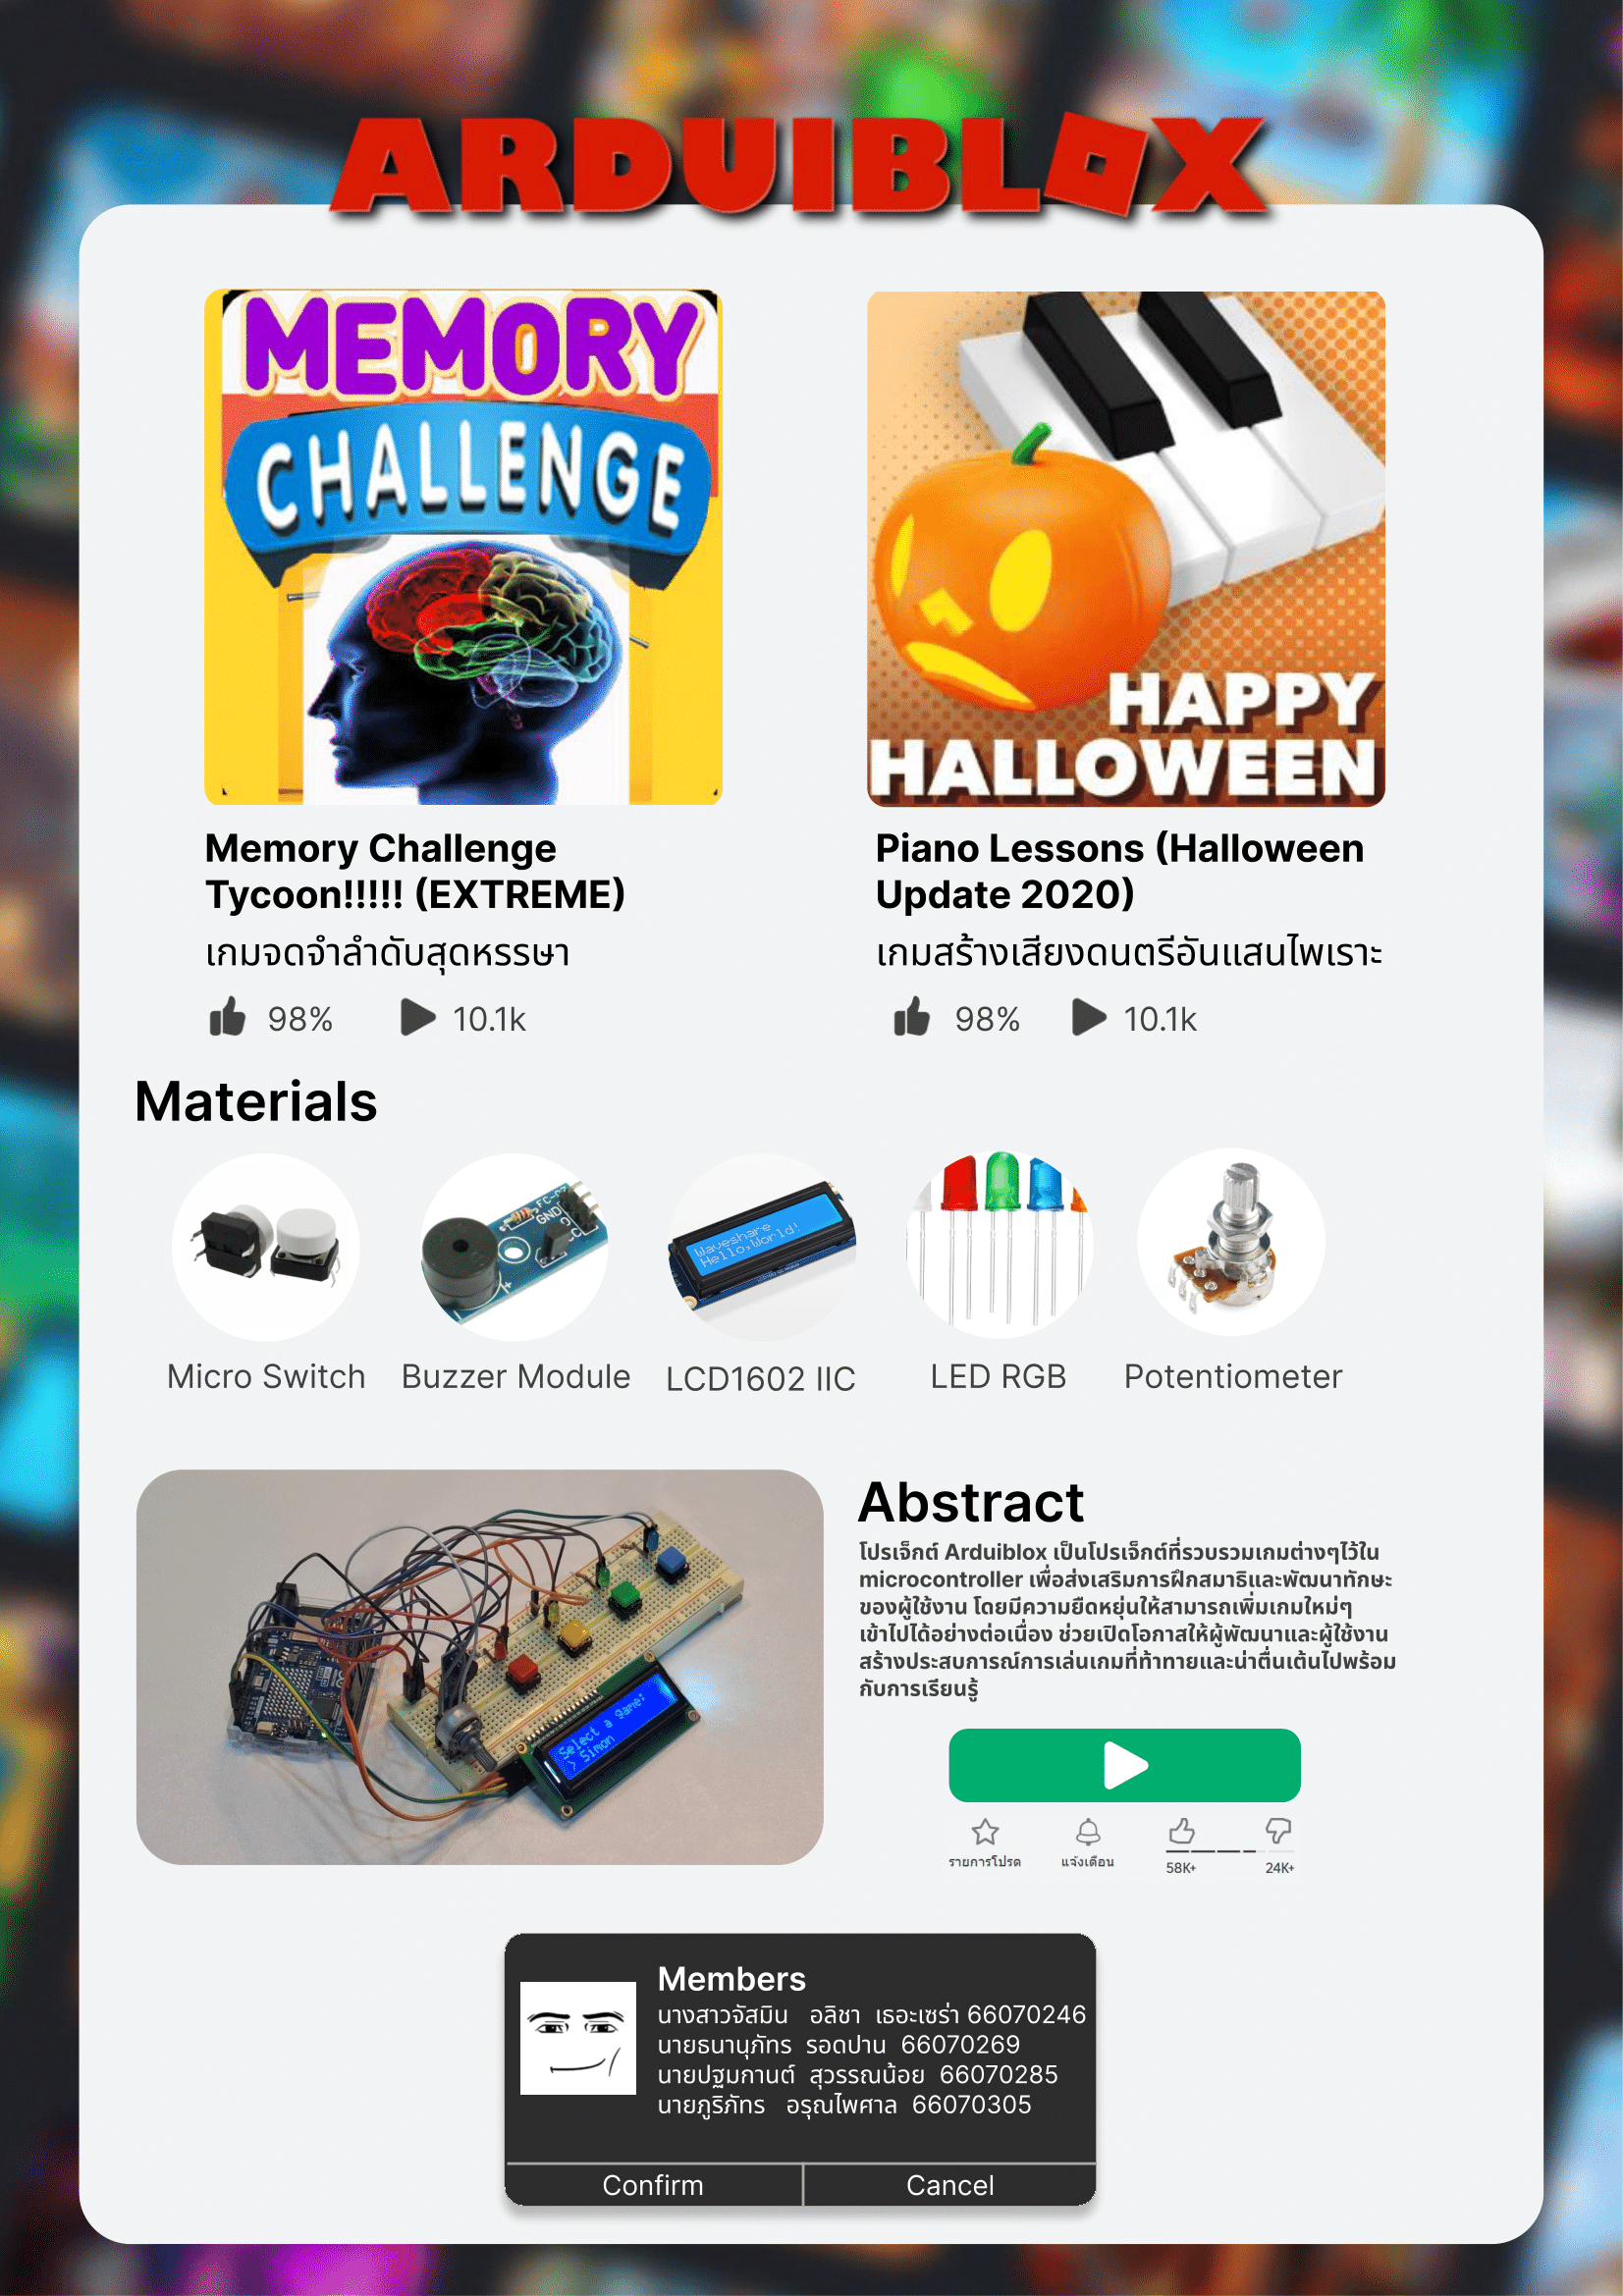 ARDUIBLOX
MEMORY
CHALLENGE
HAPPY
HALLOWEEN
Memory Challenge
Tycoon!!!!! (EXTREME)
เกมจดจำลำดับสุดหรรษา
98% 10.1k
Piano Lessons (Halloween
Update 2020)
เกมสร้างเสียงดนตรีอันแสนไพเราะ
98% 10.1k
Materials
FC-07
GND
Waveshare
Hello,World!
Micro Switch
Buzzer Module
LCD1602 IIC
LED RGB
Potentiometer
Select a game:
> Simon
Abstract
โปรเจ็กต์ Arduiblox เป็นโปรเจ็กต์ที่รวบรวมเกมต่างๆไว้ใน
microcontroller เพื่อส่งเสริมการฝึกสมาธิและพัฒนาทักษะ
ของผู้ใช้งาน โดยมีความยืดหยุ่นให้สามารถเพิ่มเกมใหม่ๆ
เข้าไปได้อย่างต่อเนื่อง ช่วยเปิดโอกาสให้ผู้พัฒนาและผู้ใช้งาน
สร้างประสบการณ์การเล่นเกมที่ท้าทายและน่าตื่นเต้นไปพร้อม
กับการเรียนรู้
รายการโปรด
แจ้งเตือน
58K+
24K+
Members
นางสาวจัสมิน อลิชา เธอะเซร่า 66070246
นายธนานุภัทร รอดปาน 66070269
นายปฐมกานต์ สุวรรณน้อย 66070285
นายภูริภัทร อรุณไพศาล 66070305
Confirm
Cancel